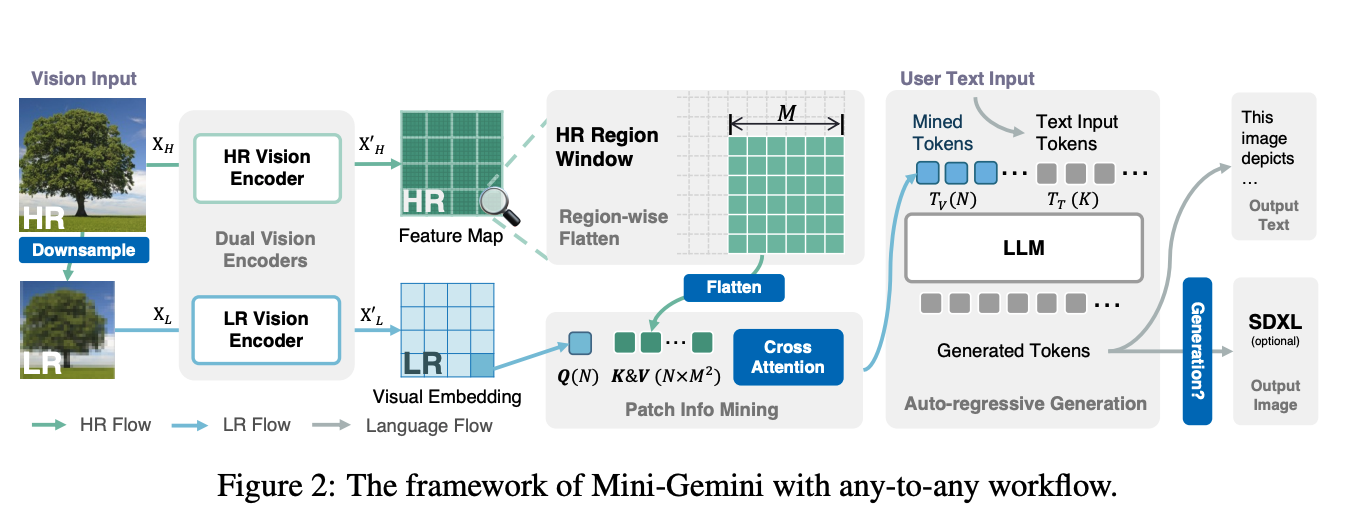 Vision Input
HR
Downsample
LR
X_H
X_L
HR Vision
Encoder
Dual Vision
Encoders
LR Vision
Encoder
X′_H
X′_L
HR
Feature Map
LR
Visual Embedding
HR Flow
LR Flow
Language Flow
HR Region
Window
M
Region-wise
Flatten
Flatten
Q(N)
K&V (N×M²)
...
Cross
Attention
Patch Info Mining
User Text Input
Mined
Tokens
Text Input
Tokens
...
...
T_V(N)
T_T (K)
LLM
...
Generated Tokens
Auto-regressive Generation
Generation?
This
image
depicts
...
Output
Text
SDXL
(optional)
Output
Image
Figure 2: The framework of Mini-Gemini with any-to-any workflow.